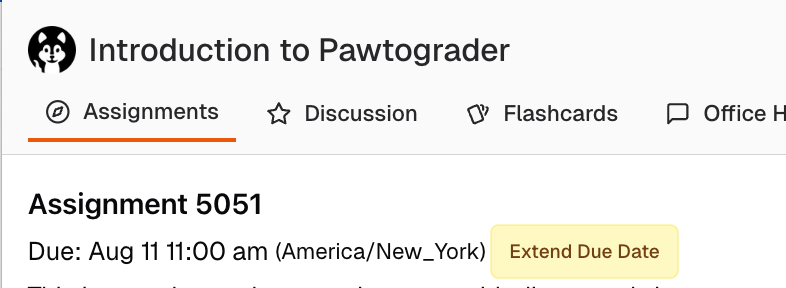 Introduction to Pawtograder
Assignments Discussion Flashcards Office H
Assignment 5051
Due: Aug 11 11:00 am (America/New_York) Extend Due Date